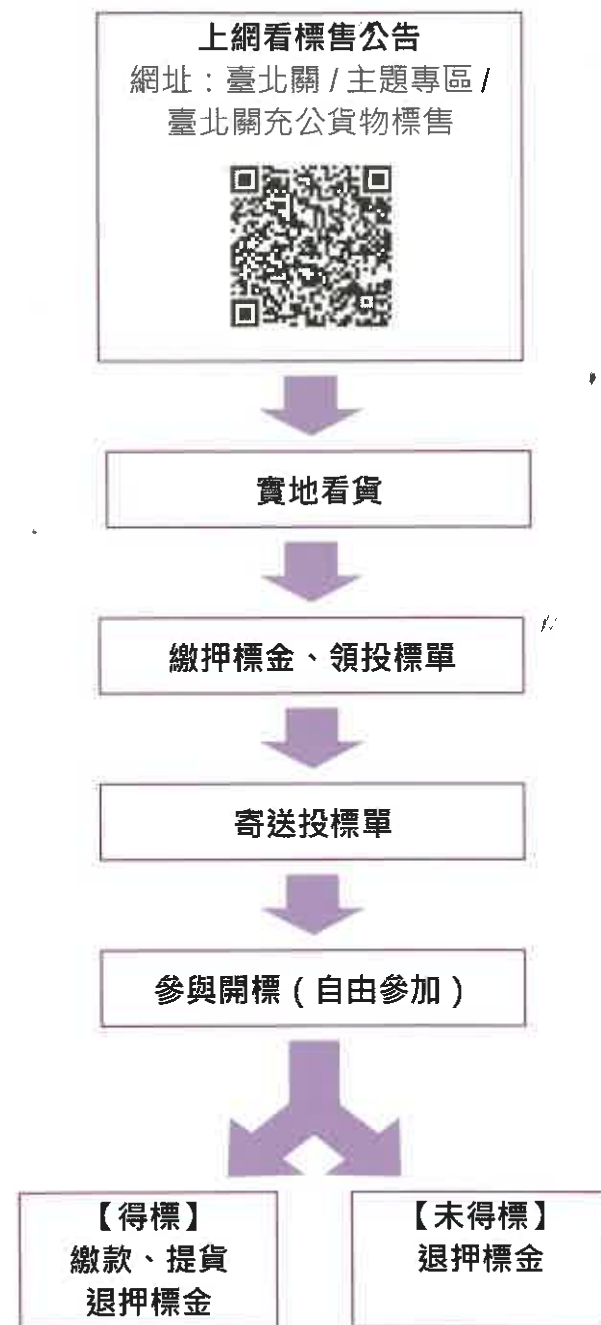 上網看標售公告
網址：臺北關 / 主題專區 /
臺北關充公貨物標售
實地看貨
繳押標金、領投標單
寄送投標單
參與開標（自由參加）
【得標】
繳款、提貨
退押標金
【未得標】
退押標金